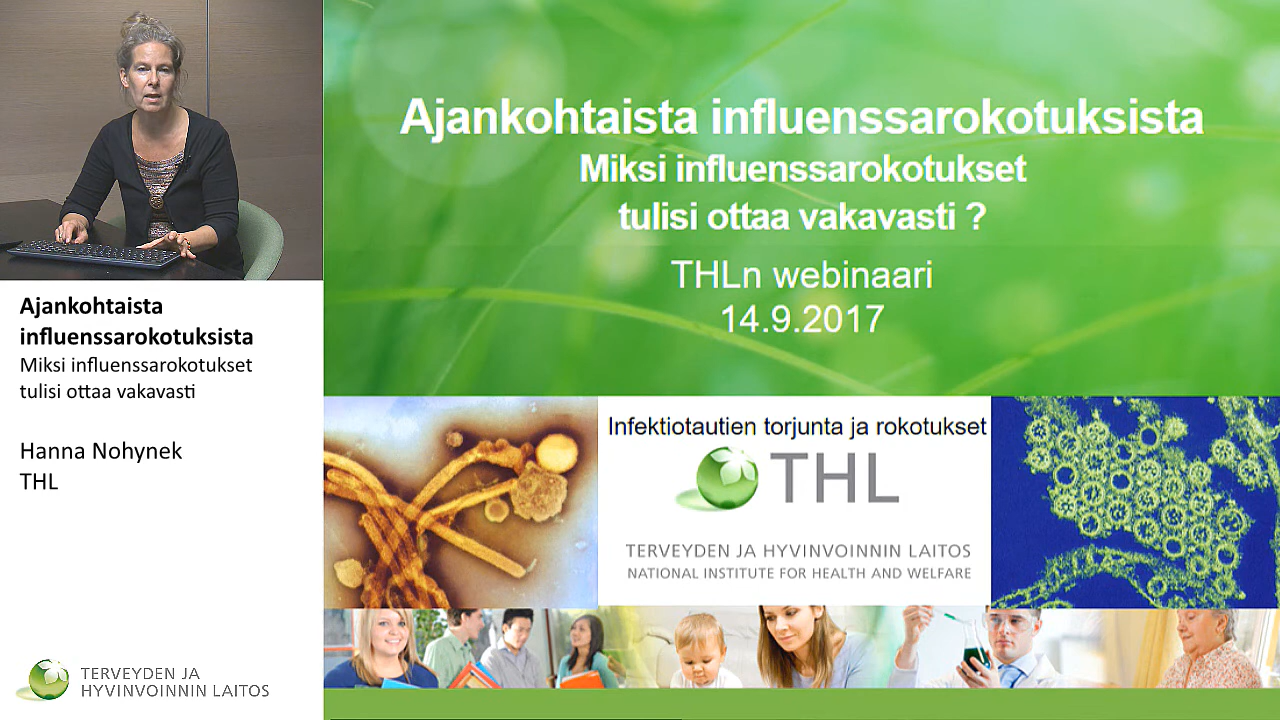 Ajankohtaista
influenssarokotuksista
Miksi influenssarokotukset
tulisi ottaa vakavasti
Hanna Nohynek
THL
TERVEYDEN JA
HYVINVOINNIN LAITOS
Ajankohtaista influenssarokotuksista
Miksi influenssarokotukset
tulisi ottaa vakavasti ?
THLn webinaari
14.9.2017
Infektiotautien torjunta ja rokotukset
THL
TERVEYDEN JA HYVINVOINNIN LAITOS
NATIONAL INSTITUTE FOR HEALTH AND WELFARE